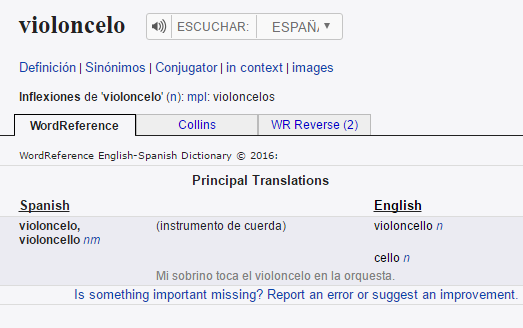 violoncelo ESCUCHAR: ESPAÑ
Definición | Sinónimos | Conjugator | in context | images
Inflexiones de 'violoncelo' (n): mpl: violoncelos
WordReference Collins WR Reverse (2)
WordReference English-Spanish Dictionary © 2016:
Principal Translations
Spanish English
violoncelo, (instrumento de cuerda) violoncello n
violoncello nm
cello n
Mi sobrino toca el violoncelo en la orquesta.
Is something important missing? Report an error or suggest an improvement.